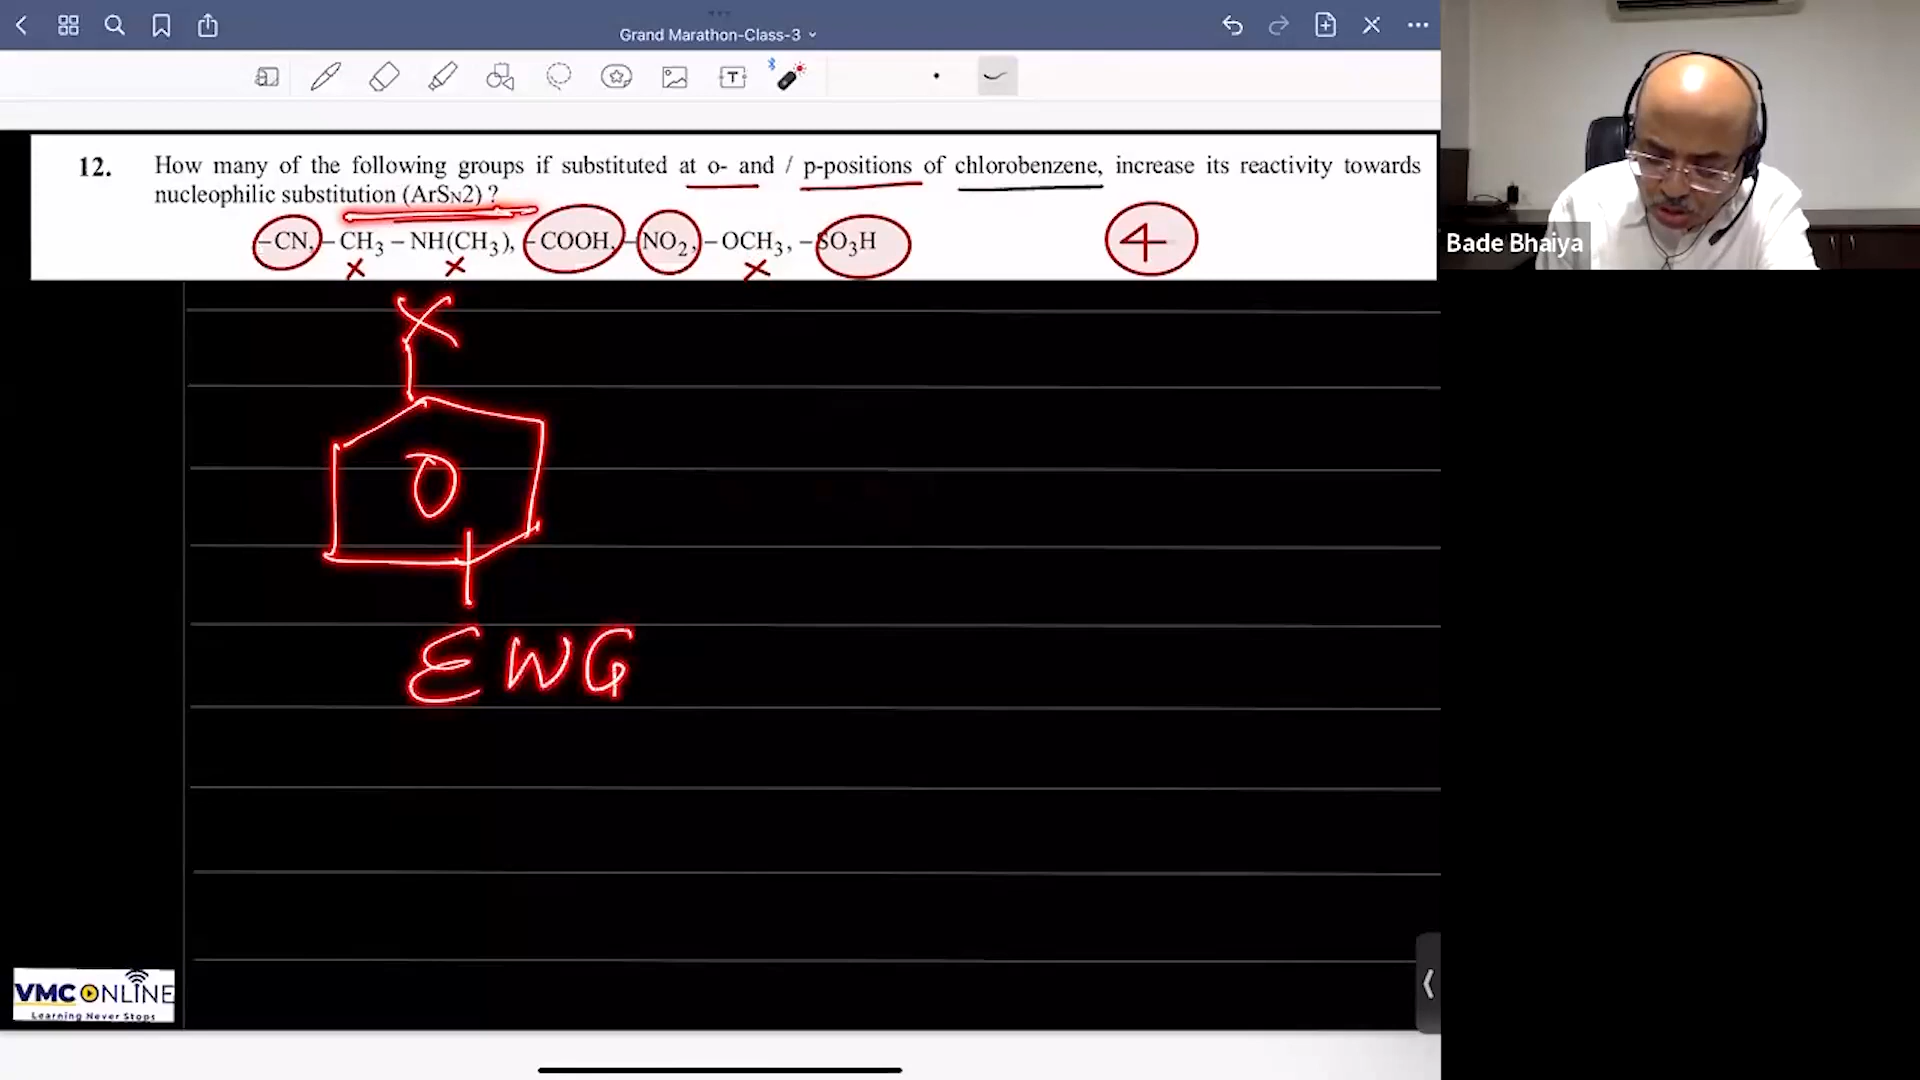 Grand Marathon-Class-3
12. How many of the following groups if substituted at o- and / p-positions of chlorobenzene, increase its reactivity towards
nucleophilic substitution (ArSN2) ?
–CN, – CH3 – NH(CH3), –COOH, –NO2, – OCH3, – SO3H 4
x x x
X
EWG
Bade Bhaiya
VMC ONLINE
Learning Never Stops